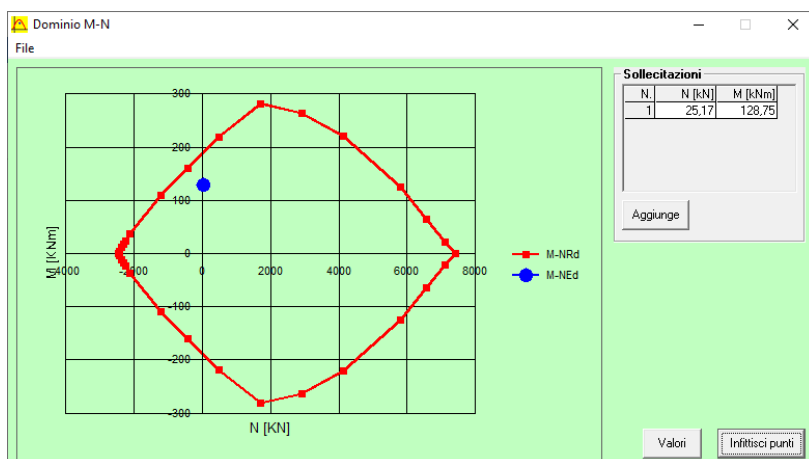 Dominio M-N
File
Sollecitazioni
N. N [kN] M [kNm]
1 25,17 128,75
Aggiunge
300
200
100
0
-100
-200
-300
-4000 -2000 0 2000 4000 6000 8000
M [KNm]
N [KN]
M-NRd
M-NEd
Valori
Infittisci punti